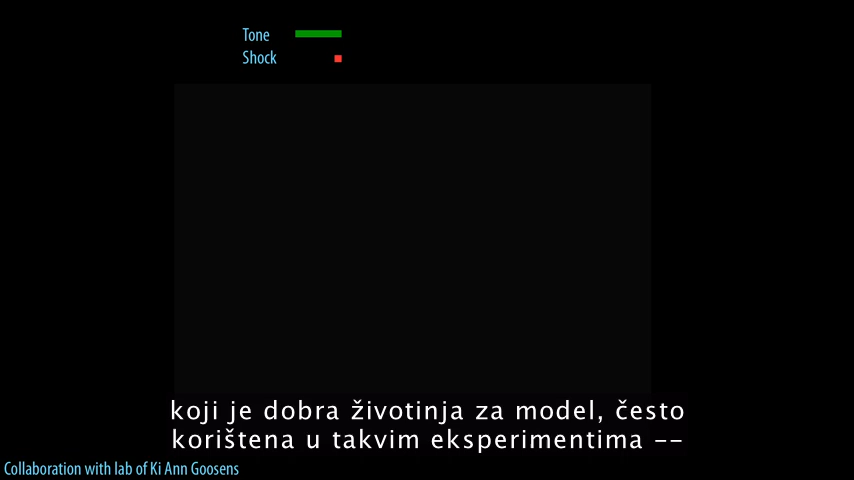 Tone
Shock
koji je dobra životinja za model, često
korištena u takvim eksperimentima --
Collaboration with lab of Ki Ann Goosens